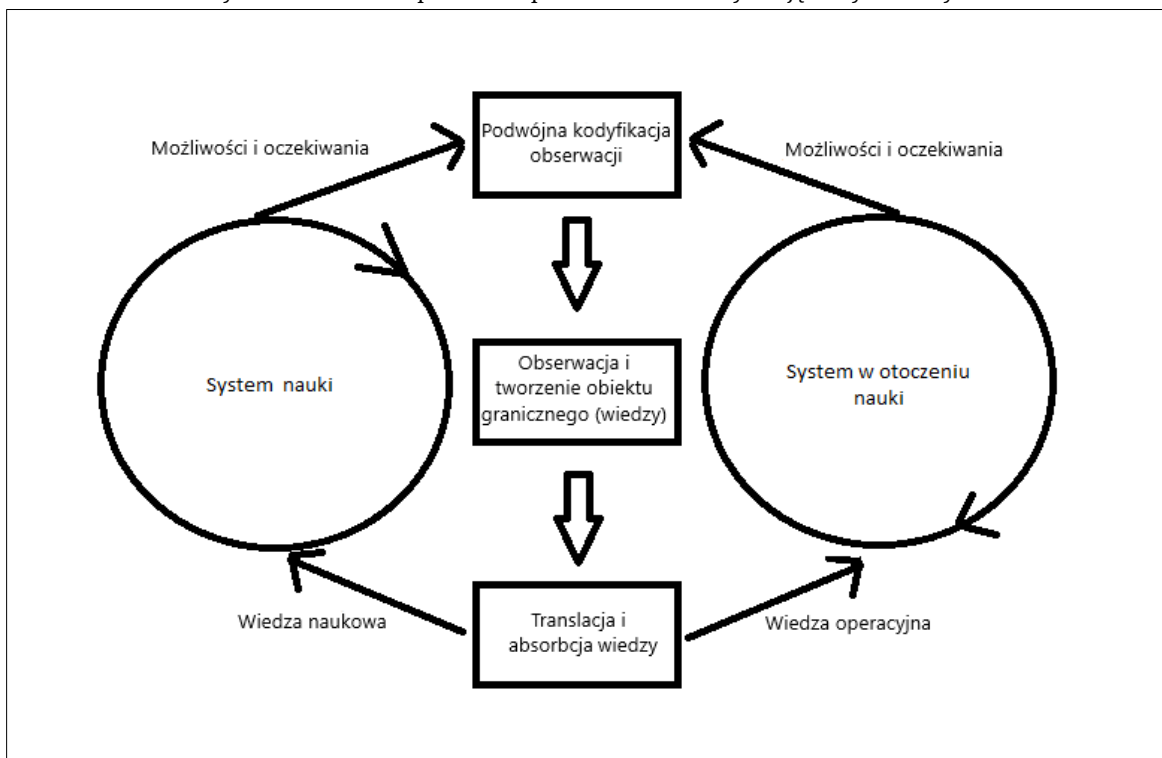 Podwójna kodyfikacja
obserwacji
Możliwości i oczekiwania
Możliwości i oczekiwania
Obserwacja i
tworzenie obiektu
granicznego (wiedzy)
System nauki
System w otoczeniu
nauki
Translacja i
absorbcja wiedzy
Wiedza naukowa
Wiedza operacyjna